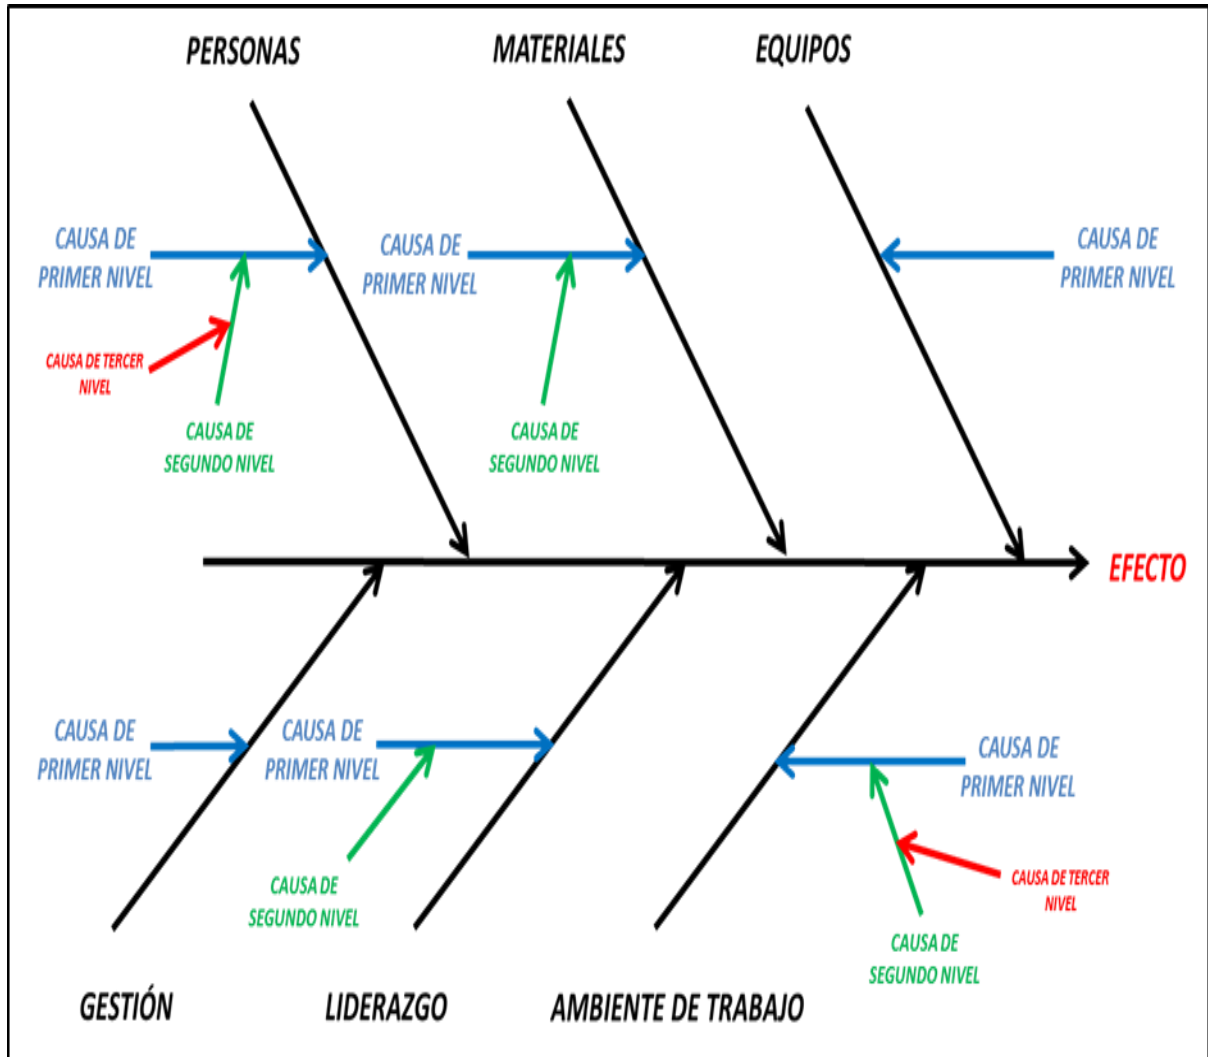 PERSONAS
MATERIALES
EQUIPOS
CAUSA DE
PRIMER NIVEL
CAUSA DE
PRIMER NIVEL
CAUSA DE
PRIMER NIVEL
CAUSA DE TERCER
NIVEL
CAUSA DE
SEGUNDO NIVEL
CAUSA DE
SEGUNDO NIVEL
EFECTO
CAUSA DE
PRIMER NIVEL
CAUSA DE
PRIMER NIVEL
CAUSA DE
PRIMER NIVEL
CAUSA DE
SEGUNDO NIVEL
CAUSA DE TERCER
NIVEL
CAUSA DE
SEGUNDO NIVEL
GESTIÓN
LIDERAZGO
AMBIENTE DE TRABAJO